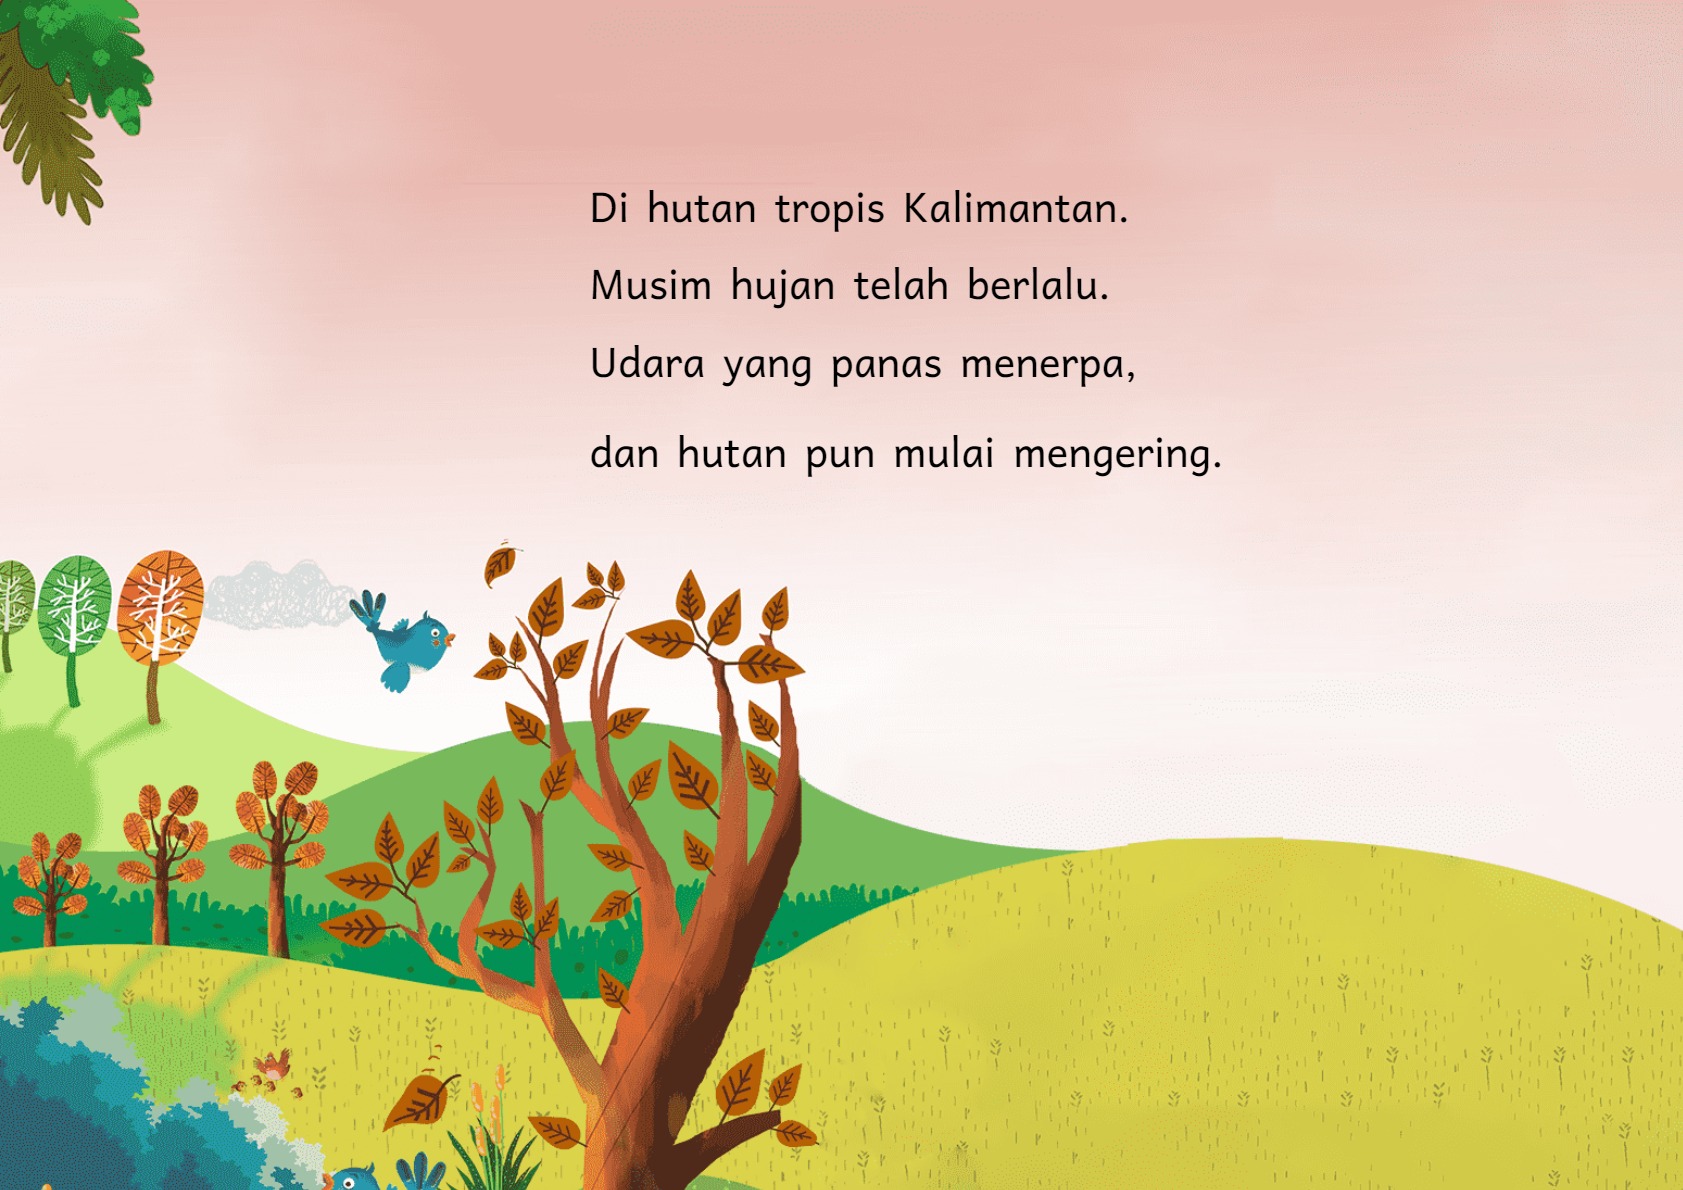 Di hutan tropis Kalimantan.
Musim hujan telah berlalu.
Udara yang panas menerpa,
dan hutan pun mulai mengering.